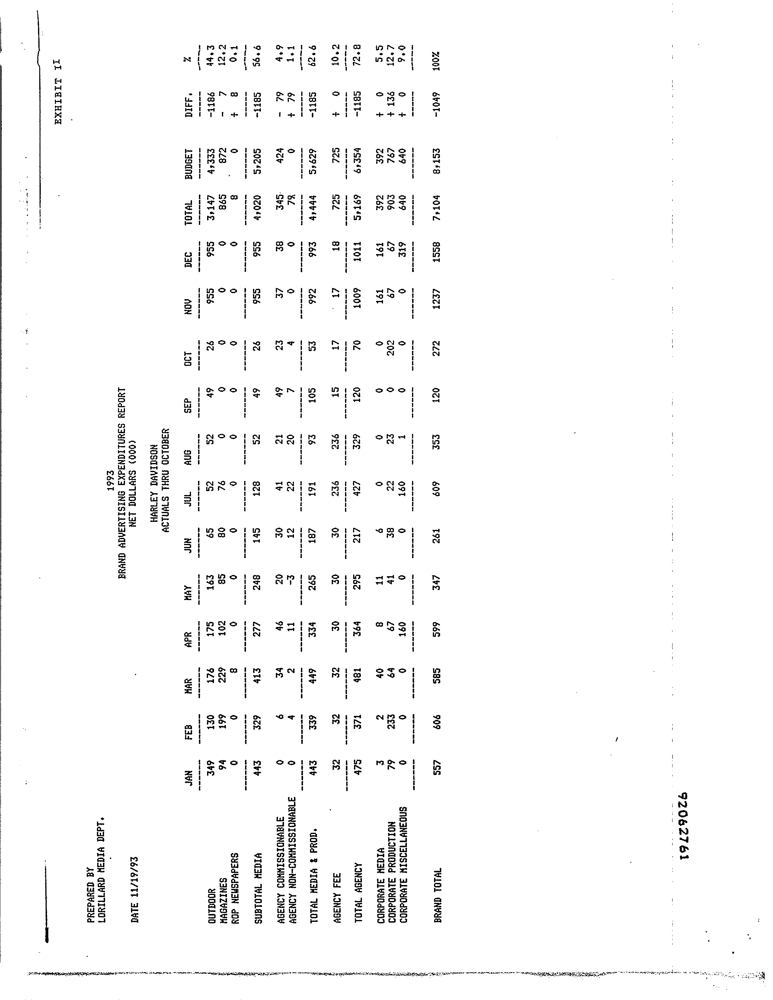 EXHIBIT II
PREPARED BY
LORILLARD MEDIA DEPT.
DATE 11/19/93
1993
BRAND ADVERTISING EXPENDITURES REPORT
NET DOLLARS (000)
HARLEY DAVIDSON
ACTUALS THRU OCTOBER
JAN FEB MAR APR MAY JUN JUL AUG SEP OCT NOV DEC TOTAL BUDGET DIFF. %
OUTDOOR 349 130 176 175 163 65 52 52 49 26 955 955 3,147 4,333 -1186 44.3
MAGAZINES 94 199 229 102 85 80 76 0 0 0 0 0 865 872 - 7 12.2
ROP NEWSPAPERS 0 0 8 0 0 0 0 0 0 0 0 0 8 0 + 8 0.1
SUBTOTAL MEDIA 443 329 413 277 248 145 128 52 49 26 955 955 4,020 5,205 -1185 56.6
AGENCY COMMISSIONABLE 0 6 34 46 20 30 41 21 49 23 37 38 345 424 - 79 4.9
AGENCY NON-COMMISSIONABLE 0 4 2 11 -3 12 22 20 7 4 0 0 79 0 + 79 1.1
TOTAL MEDIA & PROD. 443 339 449 334 265 187 191 93 105 53 992 993 4,444 5,629 -1185 62.6
AGENCY FEE 32 32 32 30 30 30 236 236 15 17 17 18 725 725 + 0 10.2
TOTAL AGENCY 475 371 481 364 295 217 427 329 120 70 1009 1011 5,169 6,354 -1185 72.8
CORPORATE MEDIA 3 2 40 8 11 6 0 0 0 0 161 161 392 392 + 0 5.5
CORPORATE PRODUCTION 79 233 64 67 41 38 22 23 0 202 67 67 903 767 + 136 12.7
CORPORATE MISCELLANEOUS 0 0 0 160 0 0 160 1 0 0 0 319 640 640 + 0 9.0
BRAND TOTAL 557 606 585 599 347 261 609 353 120 272 1237 1558 7,104 8,153 -1049 100%
92062761